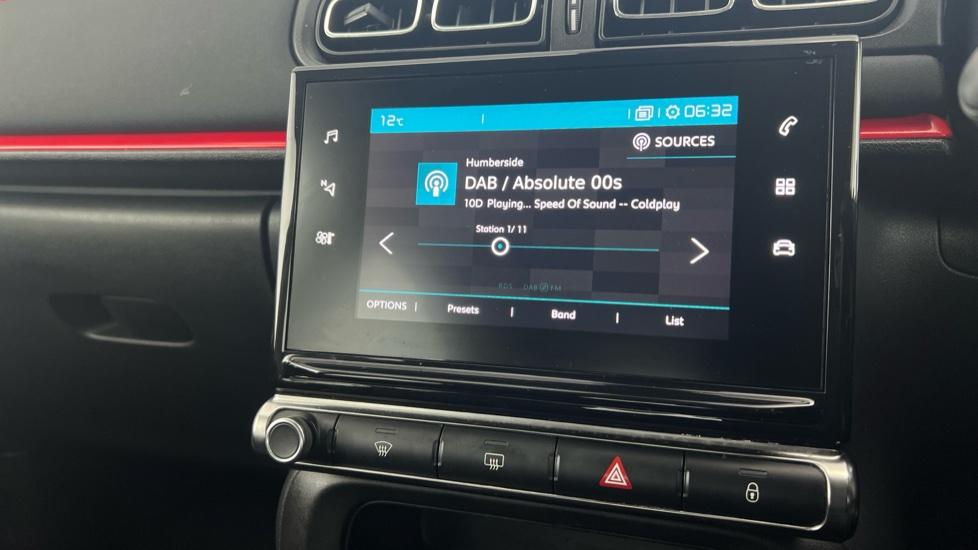 12°C
06:32
SOURCES
Humberside
DAB / Absolute 00s
10D Playing... Speed Of Sound -- Coldplay
Station 1/ 11
N
RDS DAB FM
OPTIONS
Presets
Band
List